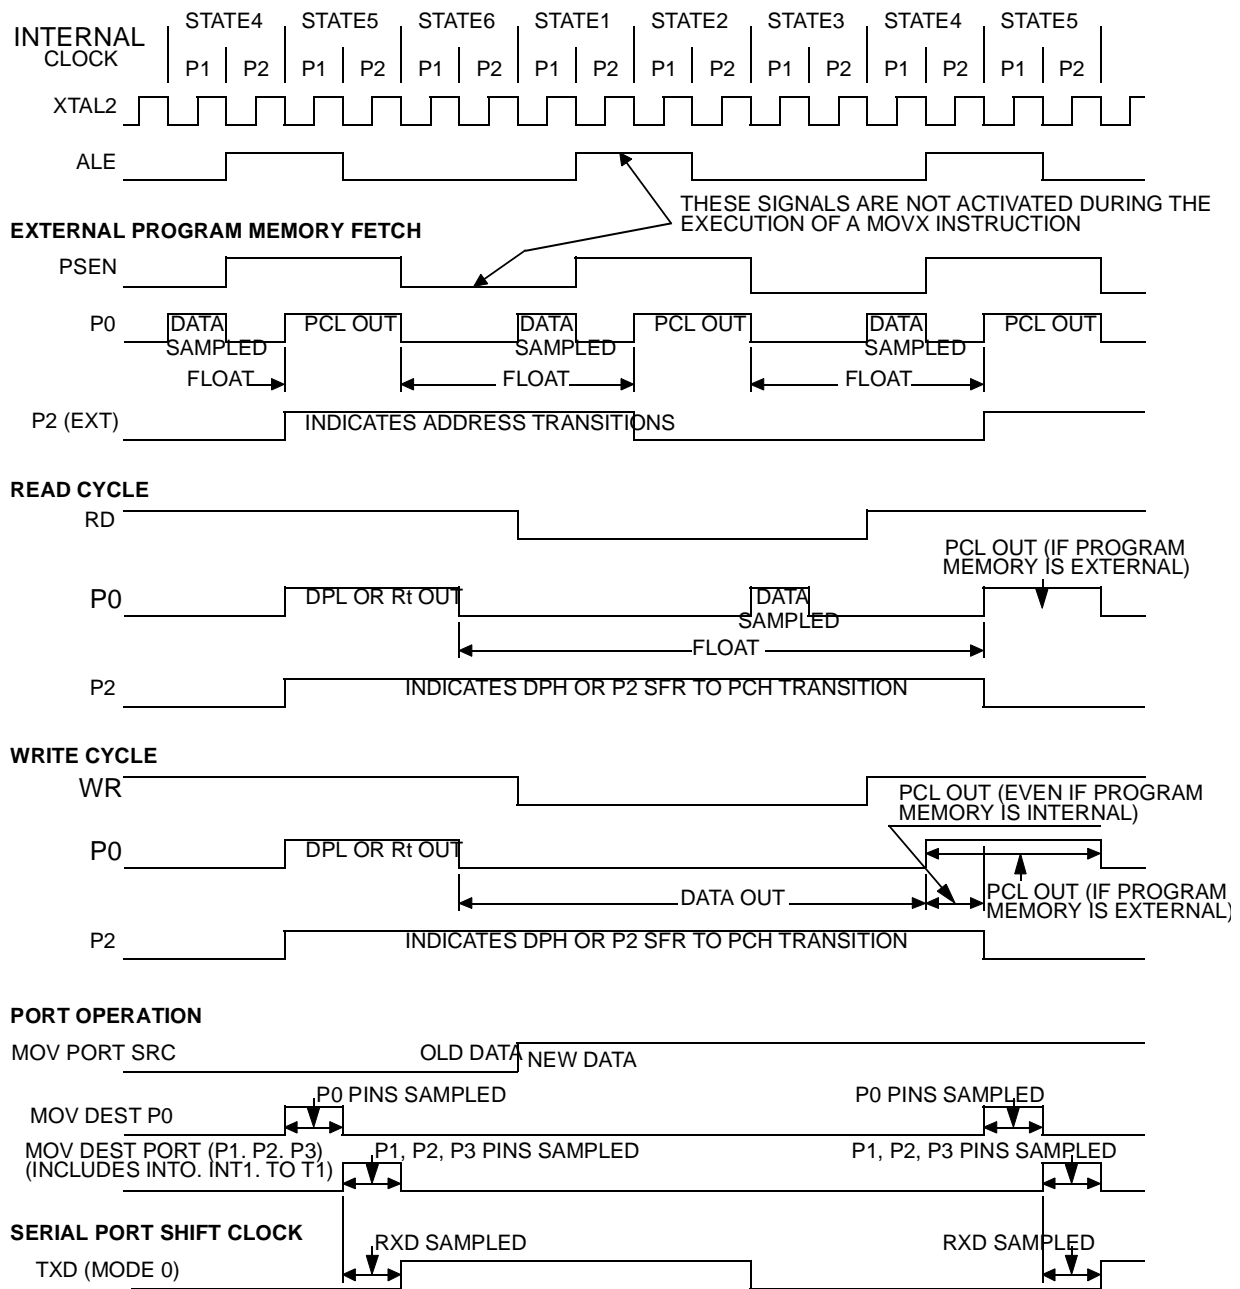 STATE4 STATE5 STATE6 STATE1 STATE2 STATE3 STATE4 STATE5
INTERNAL
CLOCK
P1 P2 P1 P2 P1 P2 P1 P2 P1 P2 P1 P2 P1 P2 P1 P2
XTAL2
ALE
THESE SIGNALS ARE NOT ACTIVATED DURING THE
EXECUTION OF A MOVX INSTRUCTION
EXTERNAL PROGRAM MEMORY FETCH
PSEN
P0 DATA PCL OUT DATA PCL OUT DATA PCL OUT
SAMPLED SAMPLED SAMPLED
FLOAT FLOAT FLOAT
P2 (EXT) INDICATES ADDRESS TRANSITIONS
READ CYCLE
RD
PCL OUT (IF PROGRAM
MEMORY IS EXTERNAL)
P0 DPL OR Rt OUT DATA
SAMPLED
FLOAT
P2 INDICATES DPH OR P2 SFR TO PCH TRANSITION
WRITE CYCLE
WR
PCL OUT (EVEN IF PROGRAM
MEMORY IS INTERNAL)
P0 DPL OR Rt OUT
DATA OUT
PCL OUT (IF PROGRAM
MEMORY IS EXTERNAL)
P2 INDICATES DPH OR P2 SFR TO PCH TRANSITION
PORT OPERATION
MOV PORT SRC OLD DATA NEW DATA
P0 PINS SAMPLED P0 PINS SAMPLED
MOV DEST P0
MOV DEST PORT (P1. P2. P3) P1, P2, P3 PINS SAMPLED P1, P2, P3 PINS SAMPLED
(INCLUDES INTO. INT1. TO T1)
SERIAL PORT SHIFT CLOCK
RXD SAMPLED RXD SAMPLED
TXD (MODE 0)